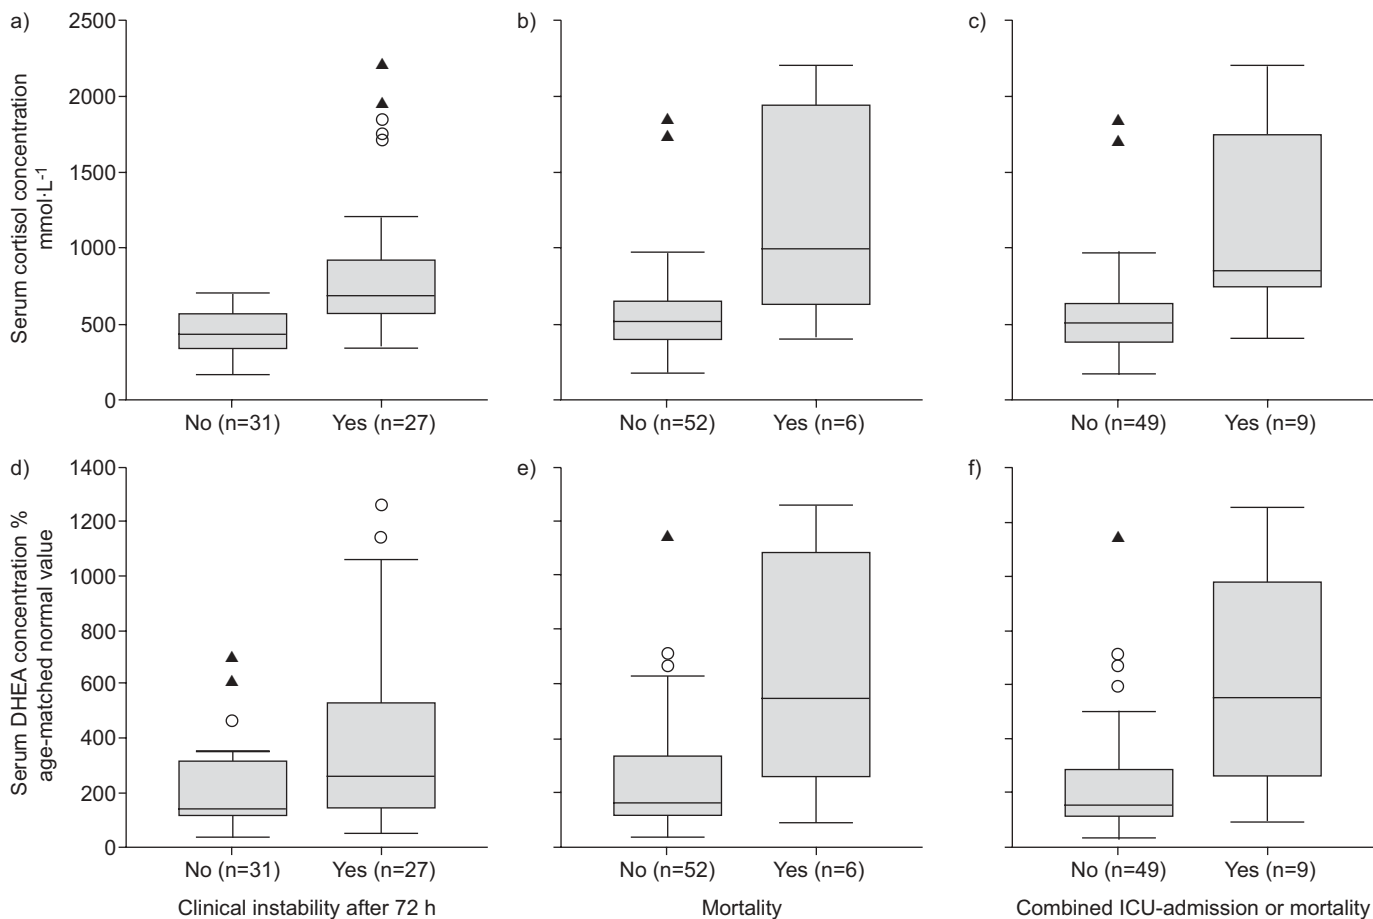 a)
b)
c)
Serum cortisol concentration
mmol·L-1
2500
2000
1500
1000
500
0
No (n=31)
Yes (n=27)
No (n=52)
Yes (n=6)
No (n=49)
Yes (n=9)
d)
e)
f)
Serum DHEA concentration %
age-matched normal value
1400
1200
1000
800
600
400
200
0
No (n=31)
Yes (n=27)
No (n=52)
Yes (n=6)
No (n=49)
Yes (n=9)
Clinical instability after 72 h
Mortality
Combined ICU-admission or mortality